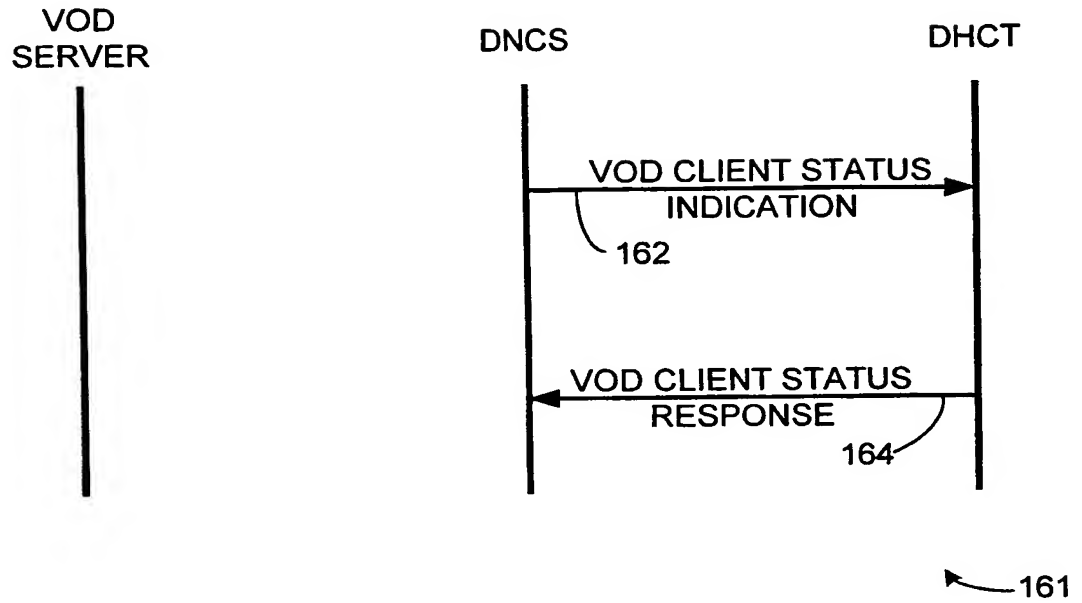 VOD
SERVER
DNCS
DHCT
VOD CLIENT STATUS
INDICATION
162
VOD CLIENT STATUS
RESPONSE
164
161